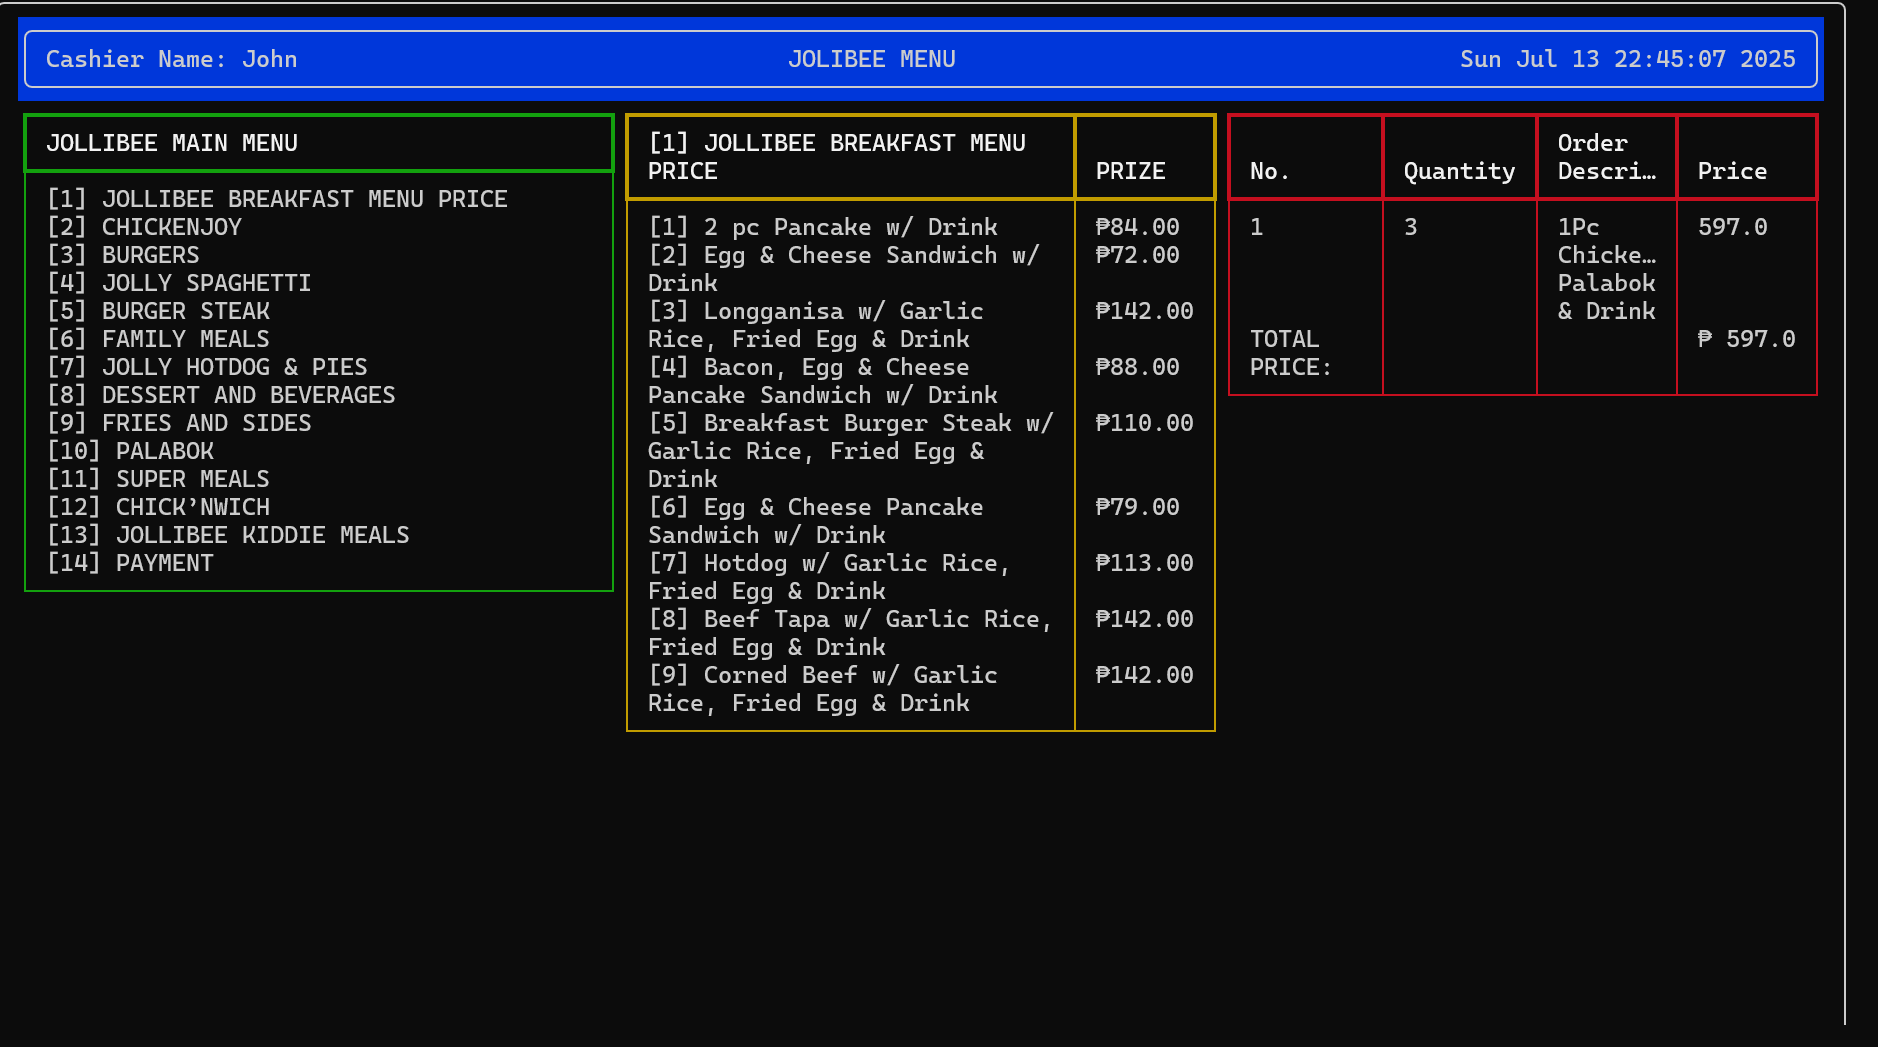 Cashier Name: John JOLIBEE MENU Sun Jul 13 22:45:07 2025
JOLLIBEE MAIN MENU
[1] JOLLIBEE BREAKFAST MENU PRICE
[2] CHICKENJOY
[3] BURGERS
[4] JOLLY SPAGHETTI
[5] BURGER STEAK
[6] FAMILY MEALS
[7] JOLLY HOTDOG & PIES
[8] DESSERT AND BEVERAGES
[9] FRIES AND SIDES
[10] PALABOK
[11] SUPER MEALS
[12] CHICK’NWICH
[13] JOLLIBEE KIDDIE MEALS
[14] PAYMENT
[1] JOLLIBEE BREAKFAST MENU
PRICE PRIZE
[1] 2 pc Pancake w/ Drink ₱84.00
[2] Egg & Cheese Sandwich w/ ₱72.00
Drink
[3] Longganisa w/ Garlic ₱142.00
Rice, Fried Egg & Drink
[4] Bacon, Egg & Cheese ₱88.00
Pancake Sandwich w/ Drink
[5] Breakfast Burger Steak w/ ₱110.00
Garlic Rice, Fried Egg &
Drink
[6] Egg & Cheese Pancake ₱79.00
Sandwich w/ Drink
[7] Hotdog w/ Garlic Rice, ₱113.00
Fried Egg & Drink
[8] Beef Tapa w/ Garlic Rice, ₱142.00
Fried Egg & Drink
[9] Corned Beef w/ Garlic ₱142.00
Rice, Fried Egg & Drink
Order
No. Quantity Descri… Price
1 3 1Pc 597.0
Chicke…
Palabok
& Drink
TOTAL ₱ 597.0
PRICE: